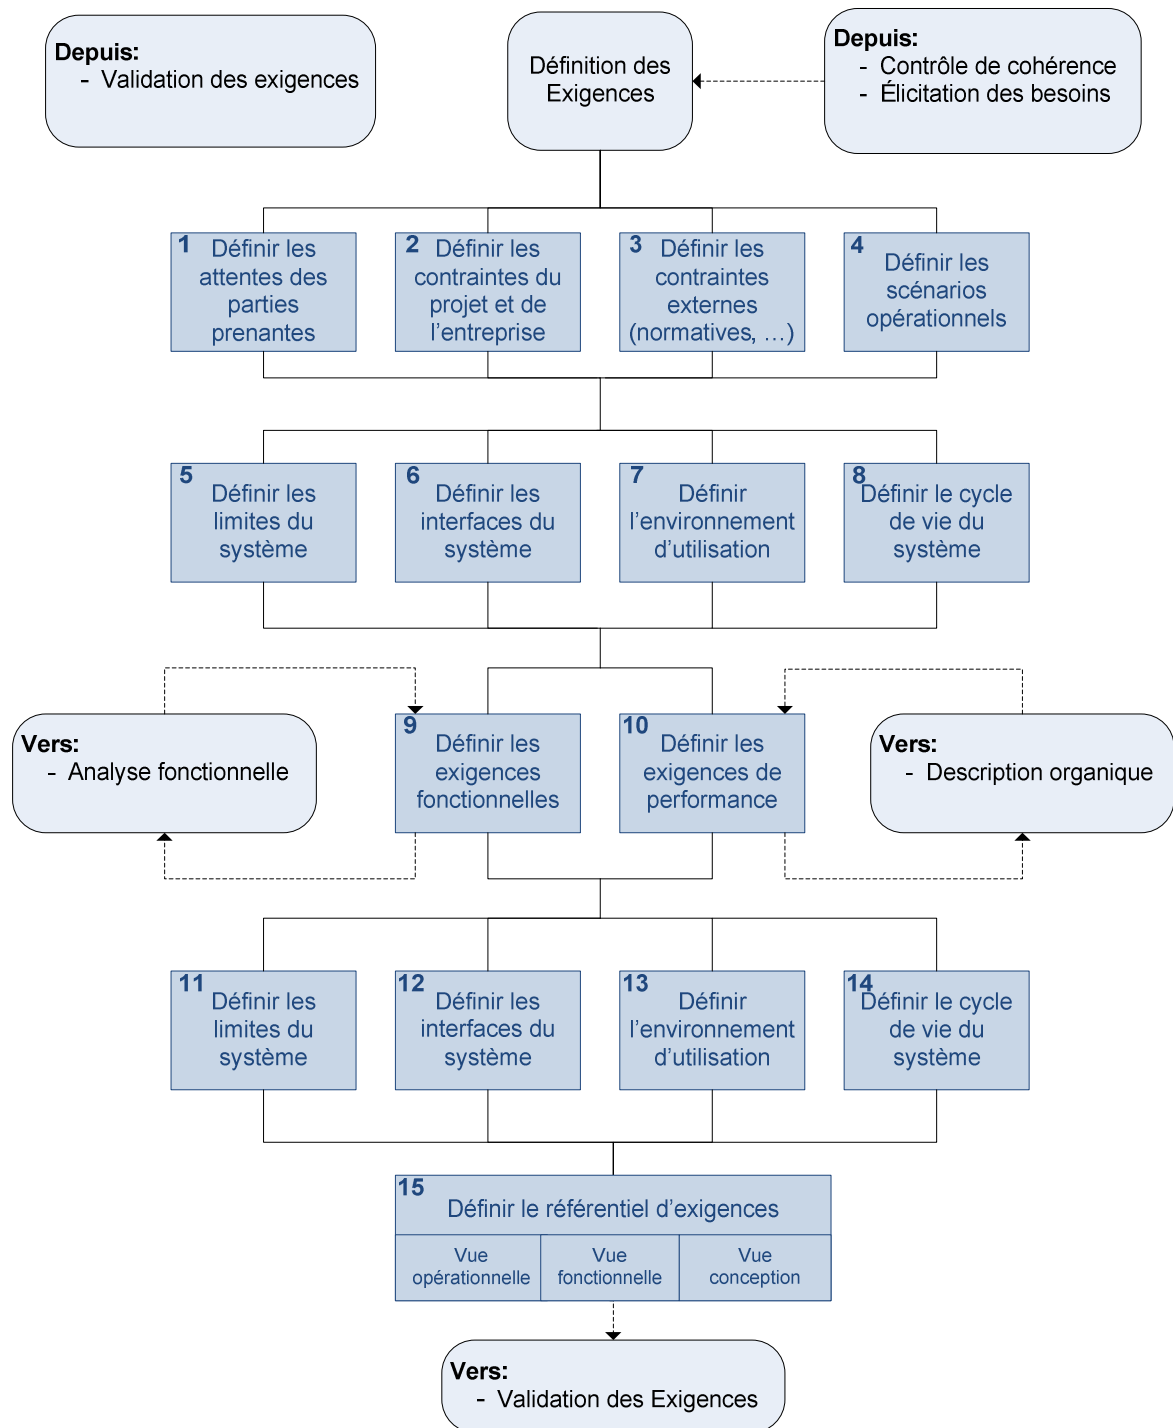 Depuis:
- Validation des exigences
Définition des
Exigences
Depuis:
- Contrôle de cohérence
- Élicitation des besoins
1 Définir les
attentes des
parties
prenantes
2 Définir les
contraintes du
projet et de
l'entreprise
3 Définir les
contraintes
externes
(normatives, …)
4
Définir les
scénarios
opérationnels
5
Définir les
limites du
système
6
Définir les
interfaces du
système
7
Définir
l'environnement
d'utilisation
8
Définir le cycle
de vie du
système
Vers:
- Analyse fonctionnelle
9
Définir les
exigences
fonctionnelles
10
Définir les
exigences de
performance
Vers:
- Description organique
11
Définir les
limites du
système
12
Définir les
interfaces du
système
13
Définir
l'environnement
d'utilisation
14
Définir le cycle
de vie du
système
15
Définir le référentiel d'exigences
Vue
opérationnelle
Vue
fonctionnelle
Vue
conception
Vers:
- Validation des Exigences